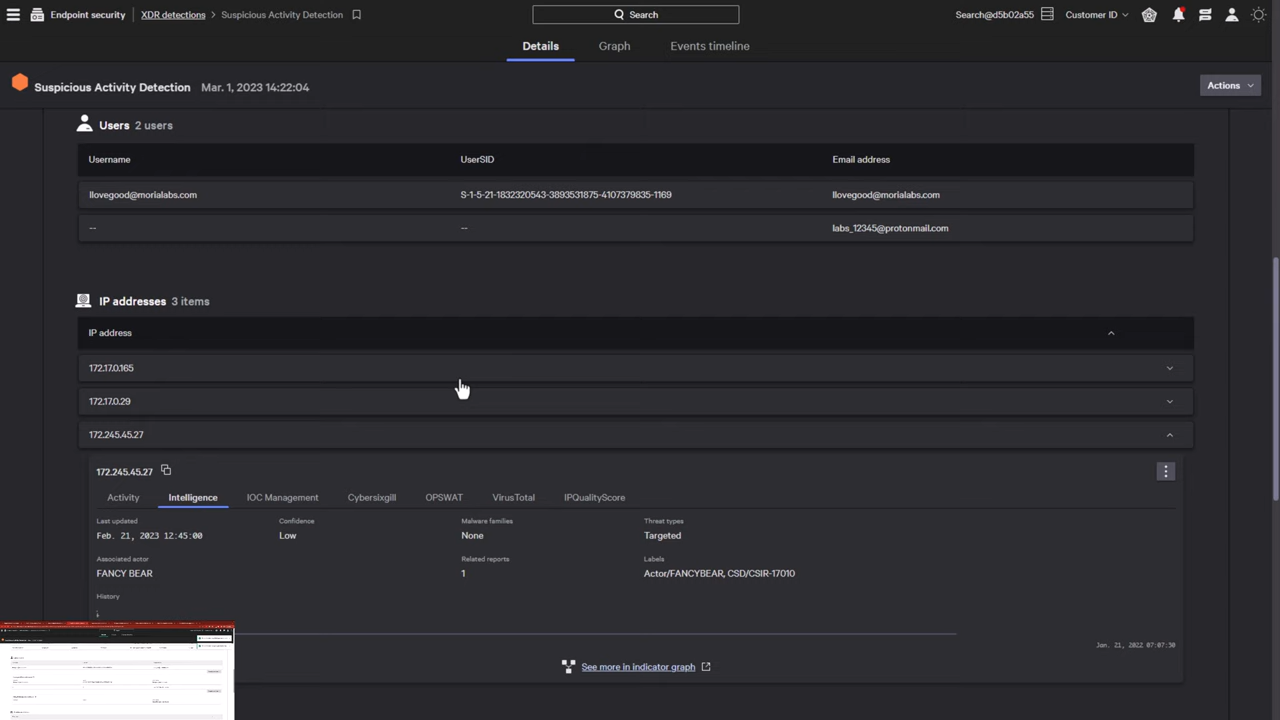 Endpoint security XDR detections > Suspicious Activity Detection Search Search@d5b02a55 Customer ID
Details Graph Events timeline
Suspicious Activity Detection Mar. 1, 2023 14:22:04 Actions
Users 2 users
Username UserSID Email address
llovegood@morialabs.com S-1-5-21-1832320543-3893531875-4107379835-1169 llovegood@morialabs.com
-- -- labs_12345@protonmail.com
IP addresses 3 items
IP address
172.17.0.165
172.17.0.29
172.245.45.27
172.245.45.27
Activity Intelligence IOC Management Cybersixgill OPSWAT VirusTotal IPQualityScore
Last updated Confidence Malware families Threat types
Feb. 21, 2023 12:45:00 Low None Targeted
Associated actor Related reports Labels
FANCY BEAR 1 Actor/FANCYBEAR, CSD/CSIR-17010
History
Jan. 21, 2022 07:07:30
See more in indicator graph